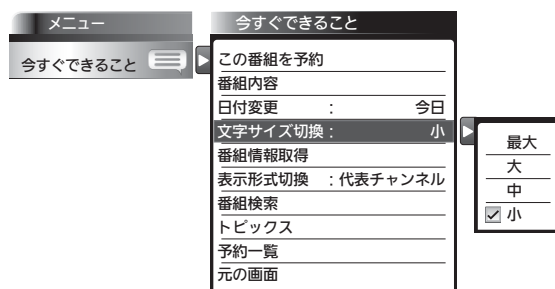 メニュー
今すぐできること
今すぐできること
この番組を予約
番組内容
日付変更 : 今日
文字サイズ切換 : 小
番組情報取得
表示形式切換 : 代表チャンネル
番組検索
トピックス
予約一覧
元の画面
最大
大
中
小